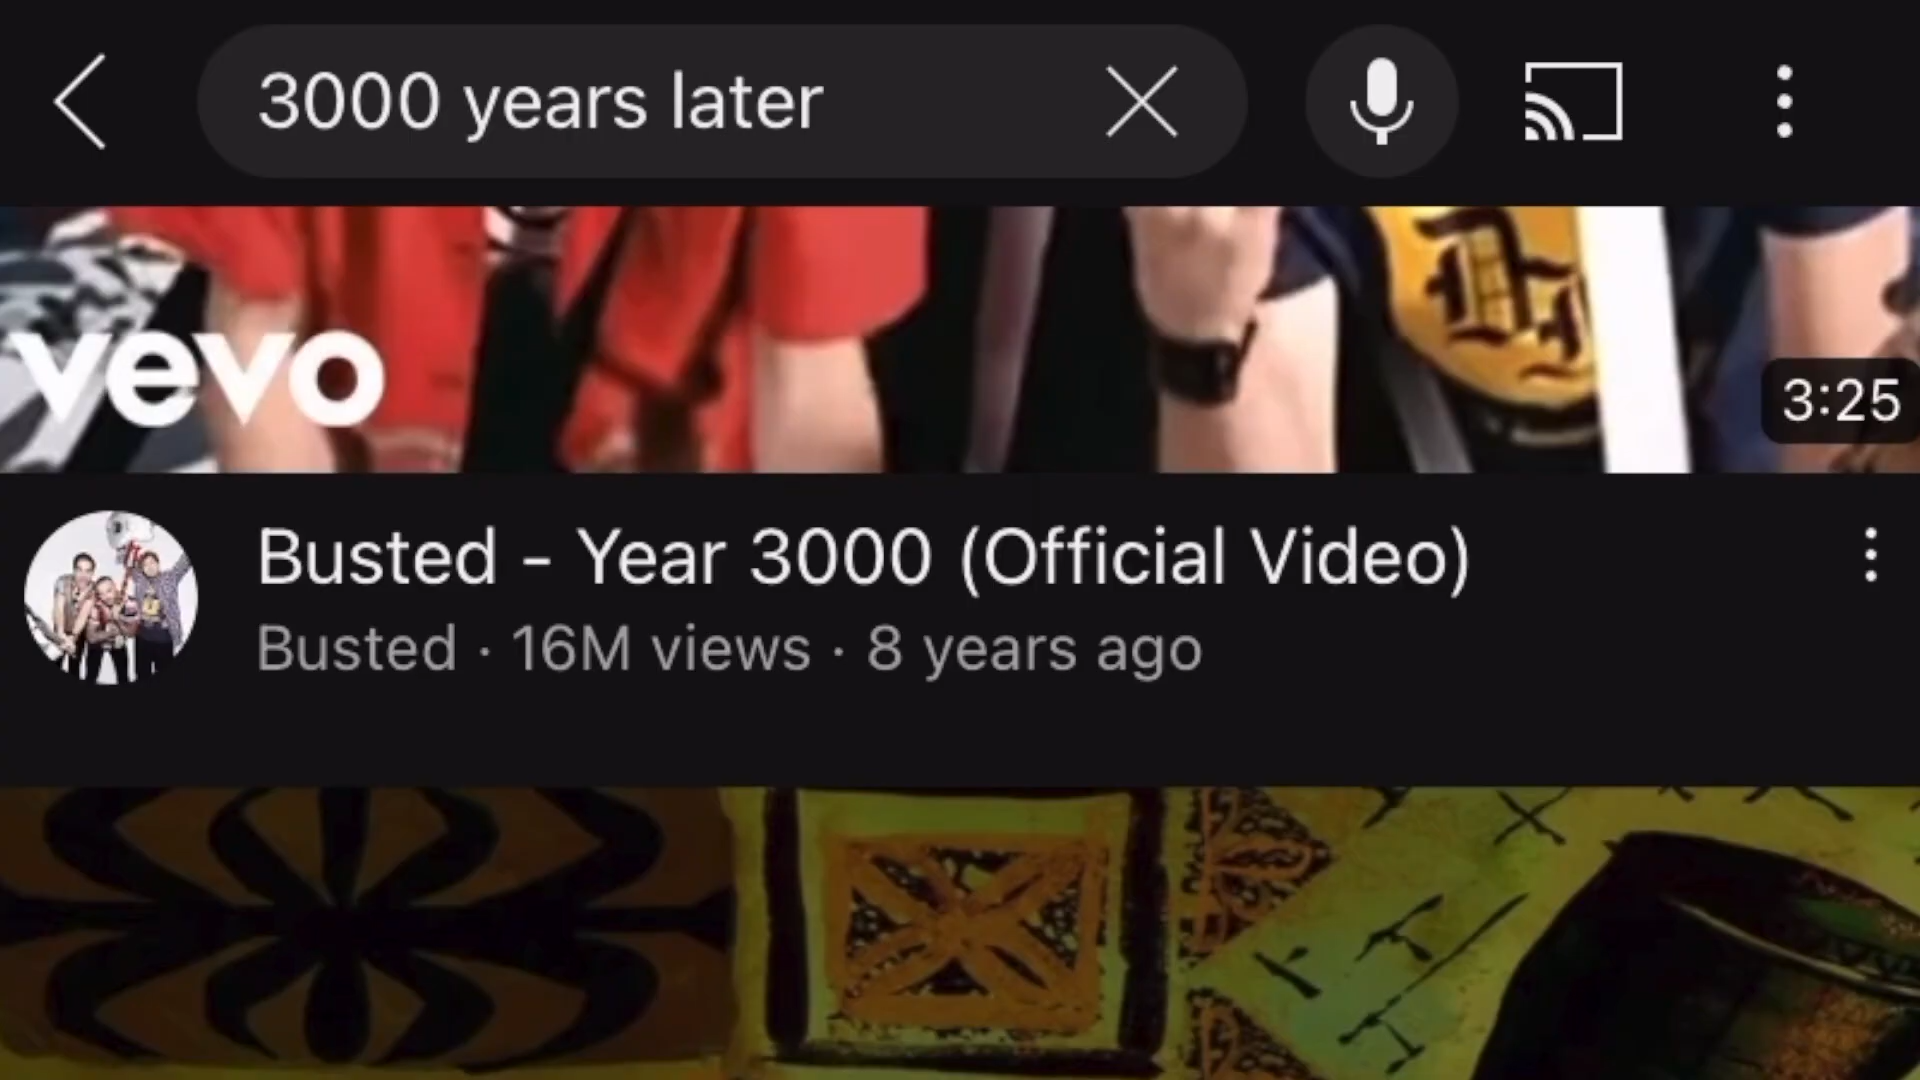 3000 years later
vevo
3:25
Busted - Year 3000 (Official Video)
Busted · 16M views · 8 years ago